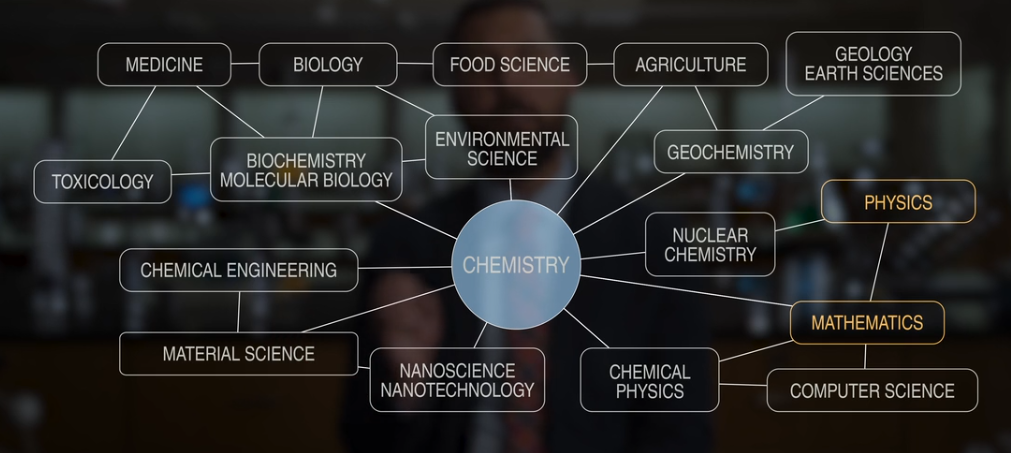 MEDICINE
BIOLOGY
FOOD SCIENCE
AGRICULTURE
GEOLOGY
EARTH SCIENCES
TOXICOLOGY
BIOCHEMISTRY
MOLECULAR BIOLOGY
ENVIRONMENTAL
SCIENCE
GEOCHEMISTRY
PHYSICS
NUCLEAR
CHEMISTRY
CHEMISTRY
CHEMICAL ENGINEERING
MATHEMATICS
MATERIAL SCIENCE
NANOSCIENCE
NANOTECHNOLOGY
CHEMICAL
PHYSICS
COMPUTER SCIENCE